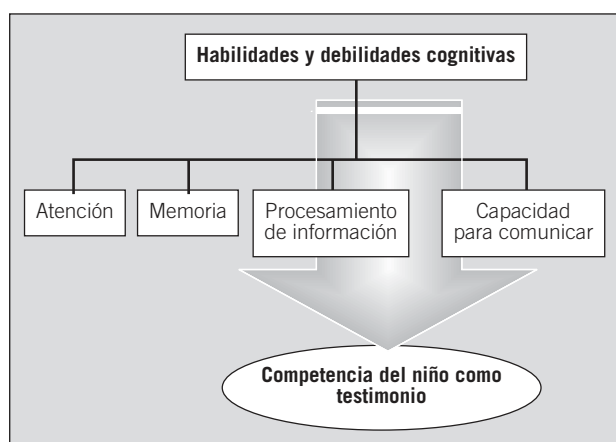 Habilidades y debilidades cognitivas
Atención
Memoria
Procesamiento
de información
Capacidad
para comunicar
Competencia del niño como
testimonio